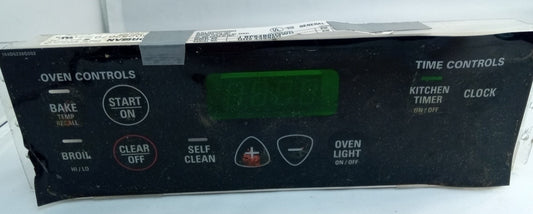 OVEN CONTROLS
TIME CONTROLS
BAKE
TEMP
RECALL
START
ON
KITCHEN
TIMER
ON/OFF
CLOCK
BROIL
HI/LO
CLEAR
OFF
SELF
CLEAN
+
−
OVEN
LIGHT
ON/OFF